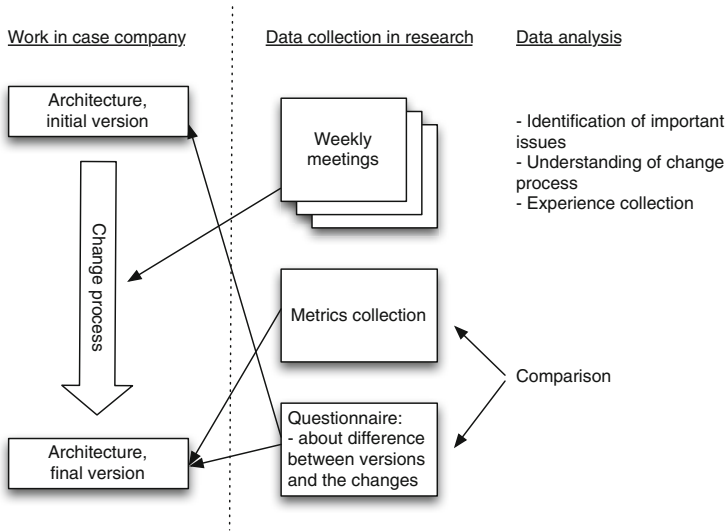 Work in case company
Data collection in research
Data analysis
Architecture,
initial version
Change process
Architecture,
final version
Weekly
meetings
Metrics collection
Questionnaire:
- about difference
between versions
and the changes
- Identification of important
issues
- Understanding of change
process
- Experience collection
Comparison